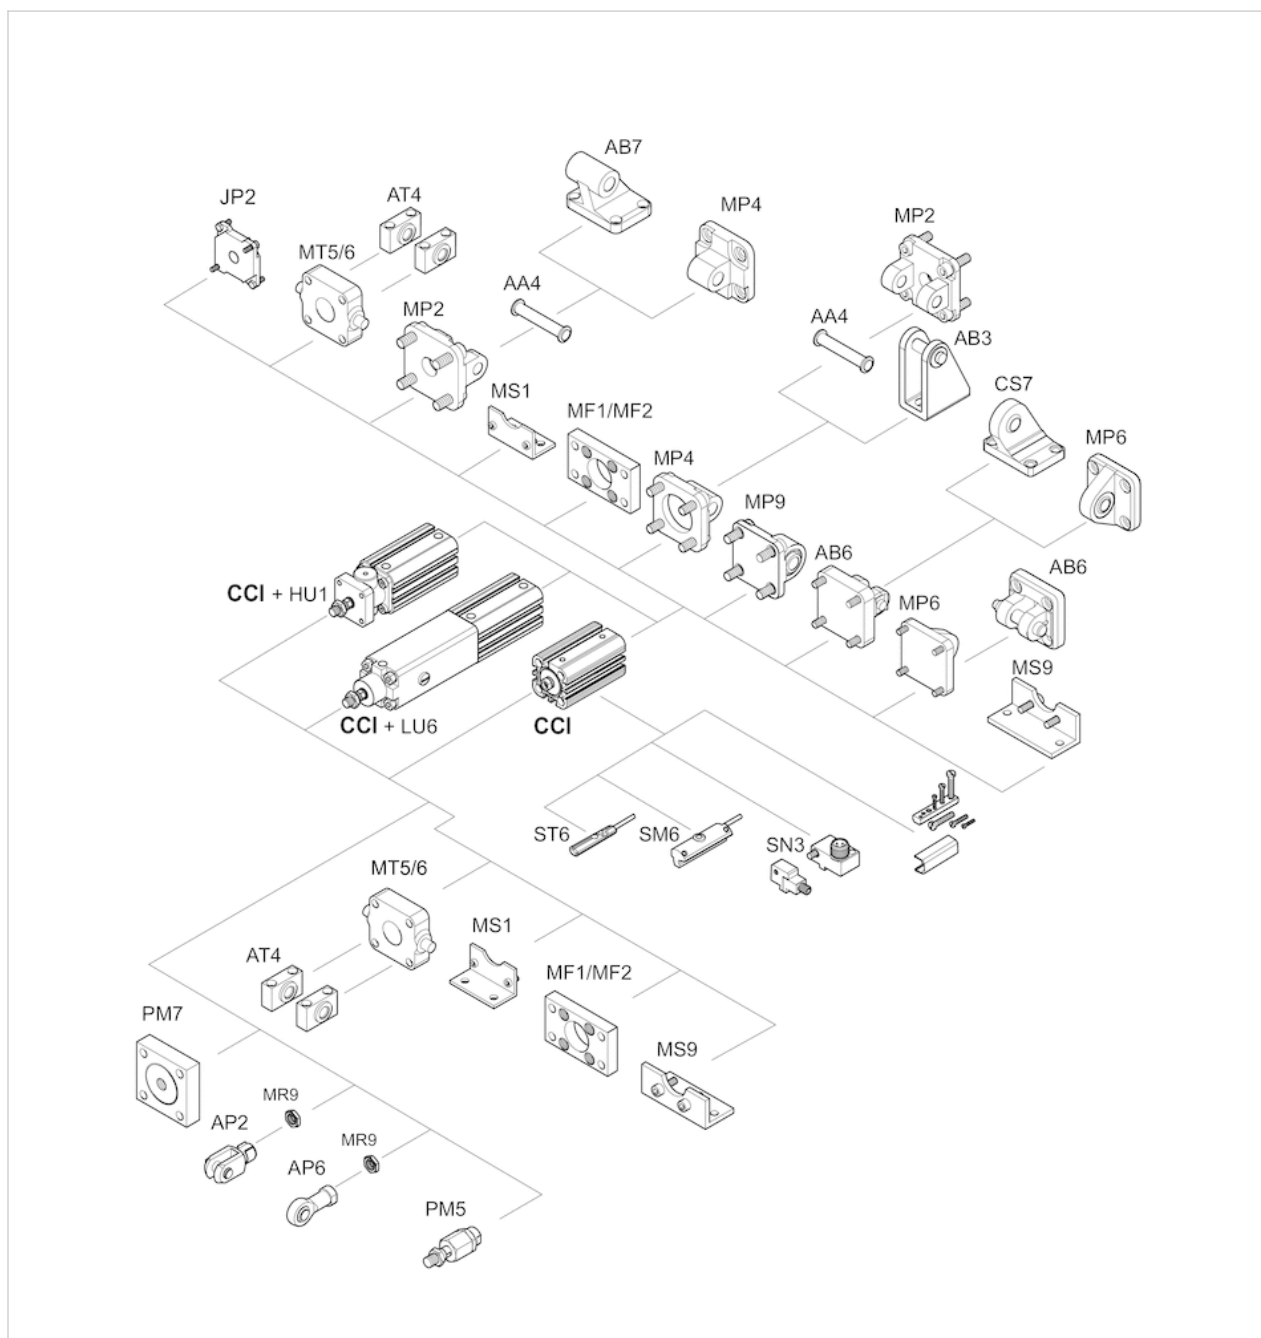 AB7
JP2
AT4
MP4
MP2
MT5/6
AA4
MP2
AA4
AB3
MS1
CS7
MF1/MF2
MP6
MP4
MP9
AB6
AB6
CCI + HU1
MP6
MS9
CCI + LU6
CCI
ST6
SM6
SN3
MT5/6
MS1
AT4
MF1/MF2
PM7
MS9
MR9
AP2
MR9
AP6
PM5